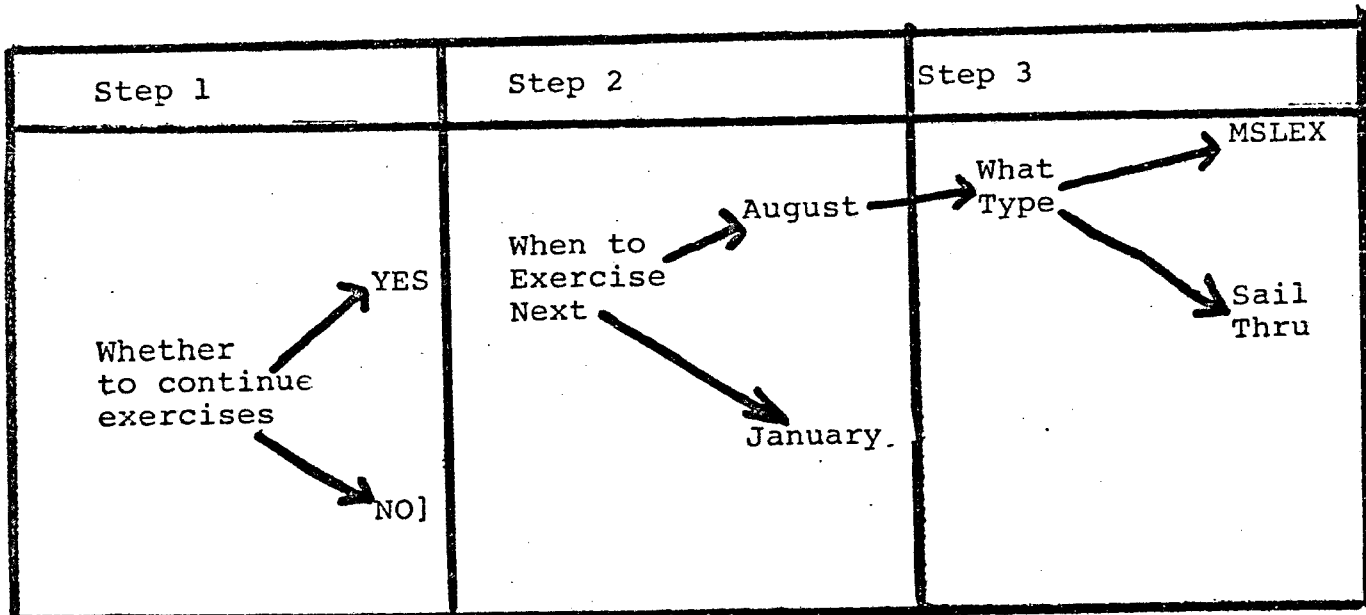 Step 1
Step 2
Step 3
Whether
to continue
exercises
YES
NO]
When to
Exercise
Next
August
January.
What
Type
MSLEX
Sail
Thru